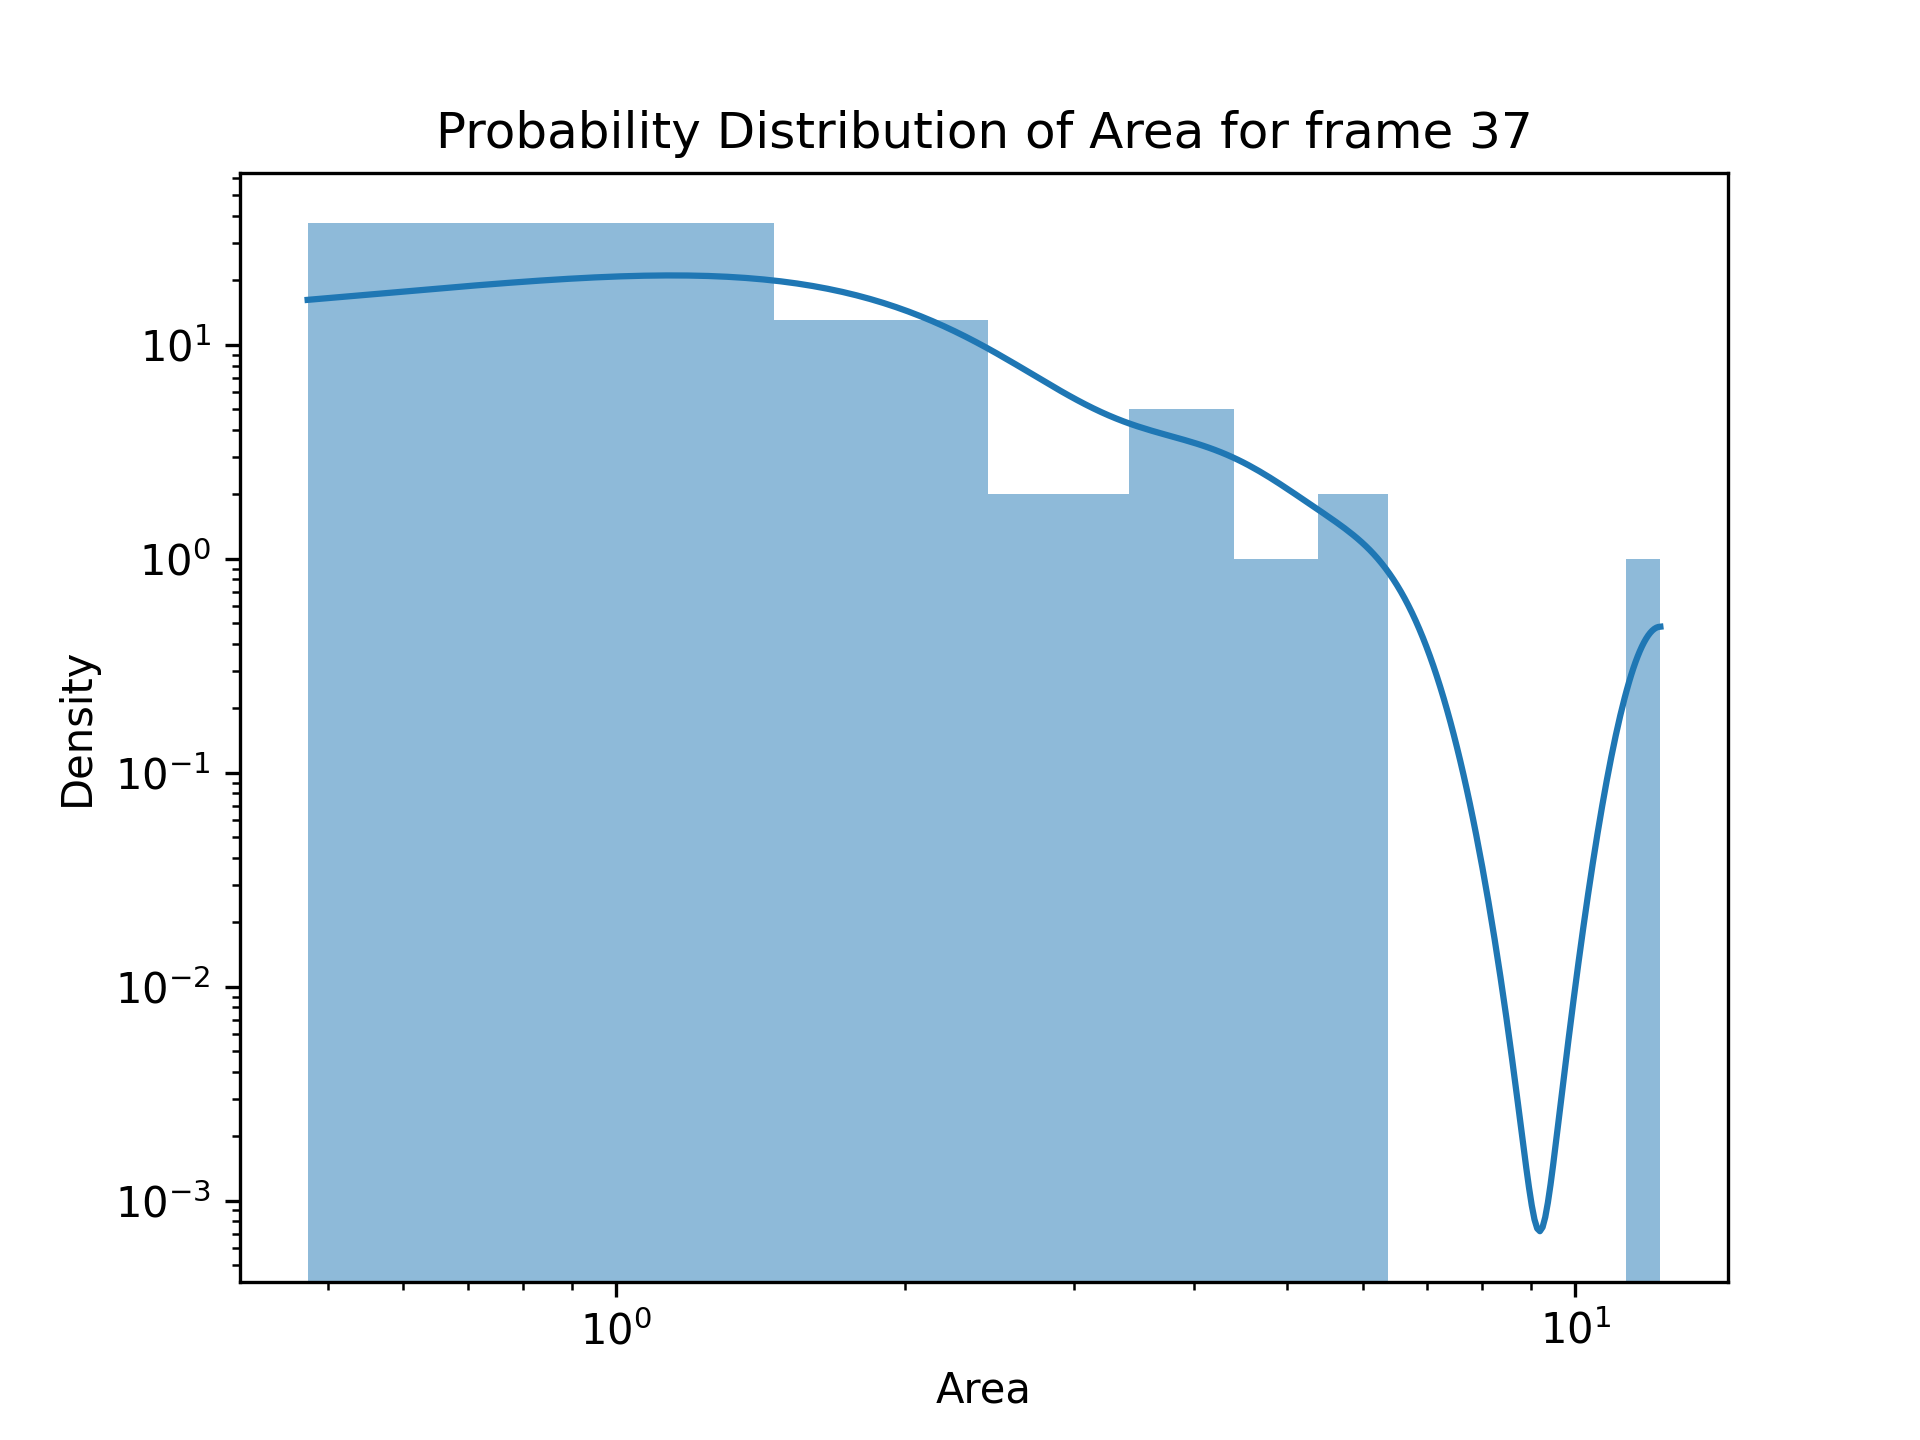 Probability Distribution of Area for frame 37
Density
10¹
10⁰
10⁻¹
10⁻²
10⁻³
10⁰ 10¹
Area